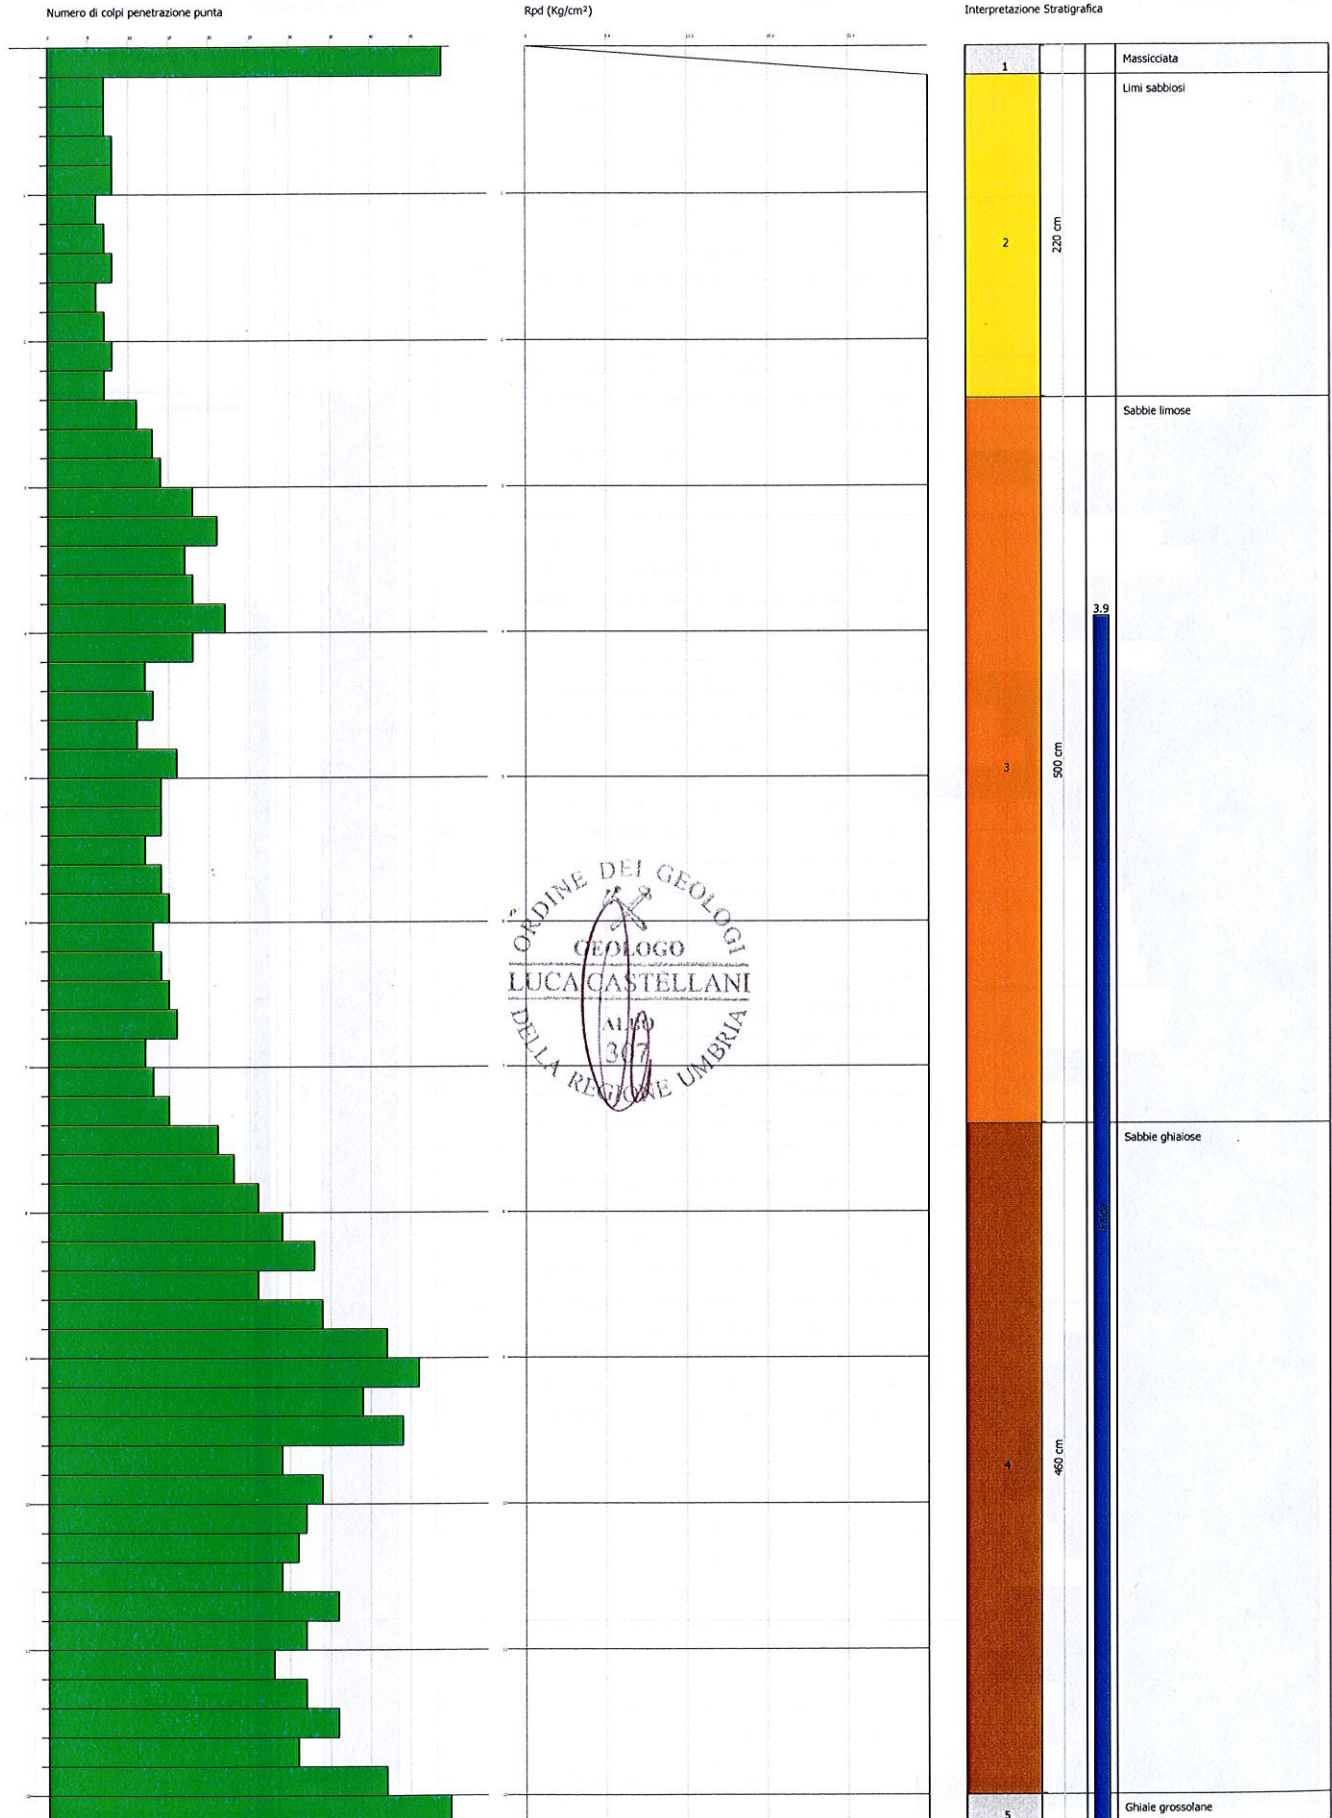 Numero di colpi penetrazione punta
Rpd (Kg/cm²)
Interpretazione Stratigrafica
1
Massicciata
2
220 cm
Limi sabbiosi
3
500 cm
3.9
Sabbie limose
ORDINE DEI GEOLOGI
GEOLOGO
LUCA CASTELLANI
ALBO
307
DELLA REGIONE UMBRIA
4
460 cm
Sabbie ghiaiose
5
Ghiaie grossolane